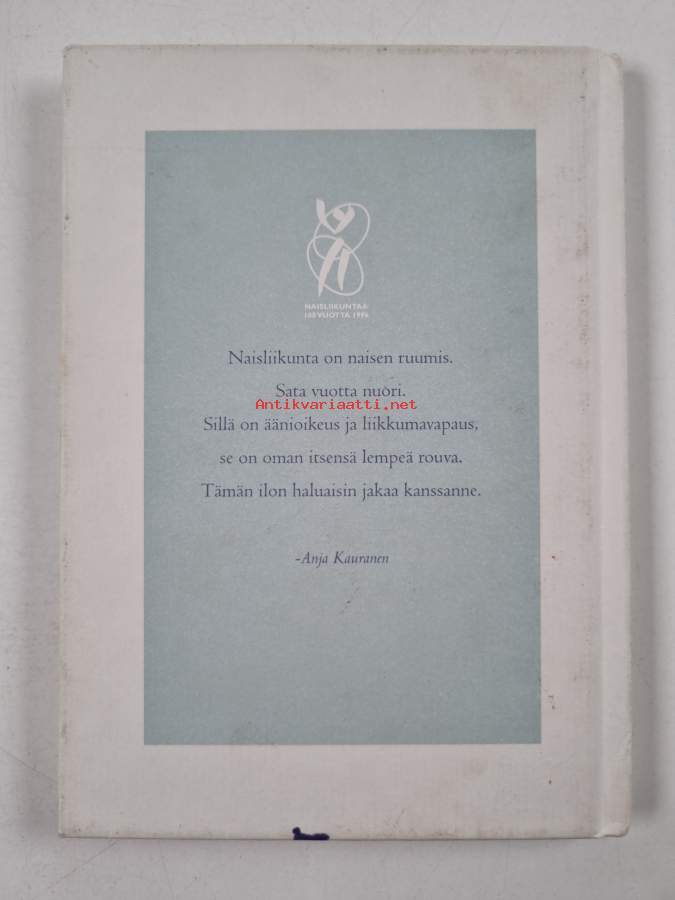 NAISLIIKUNTAA
100 VUOTTA 1996
Naisliikunta on naisen ruumis.
Sata vuotta nuori.
Antikvariaatti.net
Sillä on äänioikeus ja liikkumavapaus,
se on oman itsensä lempeä rouva.
Tämän ilon haluaisin jakaa kanssanne.
-Anja Kauranen